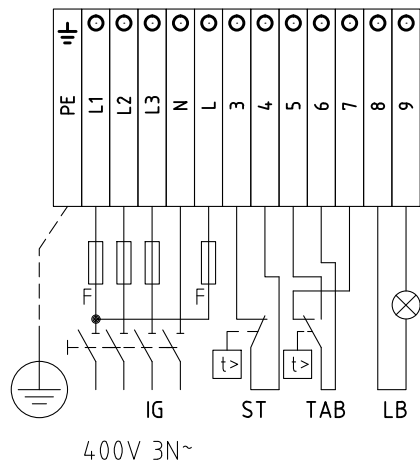 PE L1 L2 L3 N L 3 4 5 6 7 8 9
F F
t> t>
IG ST TAB LB
400V 3N~